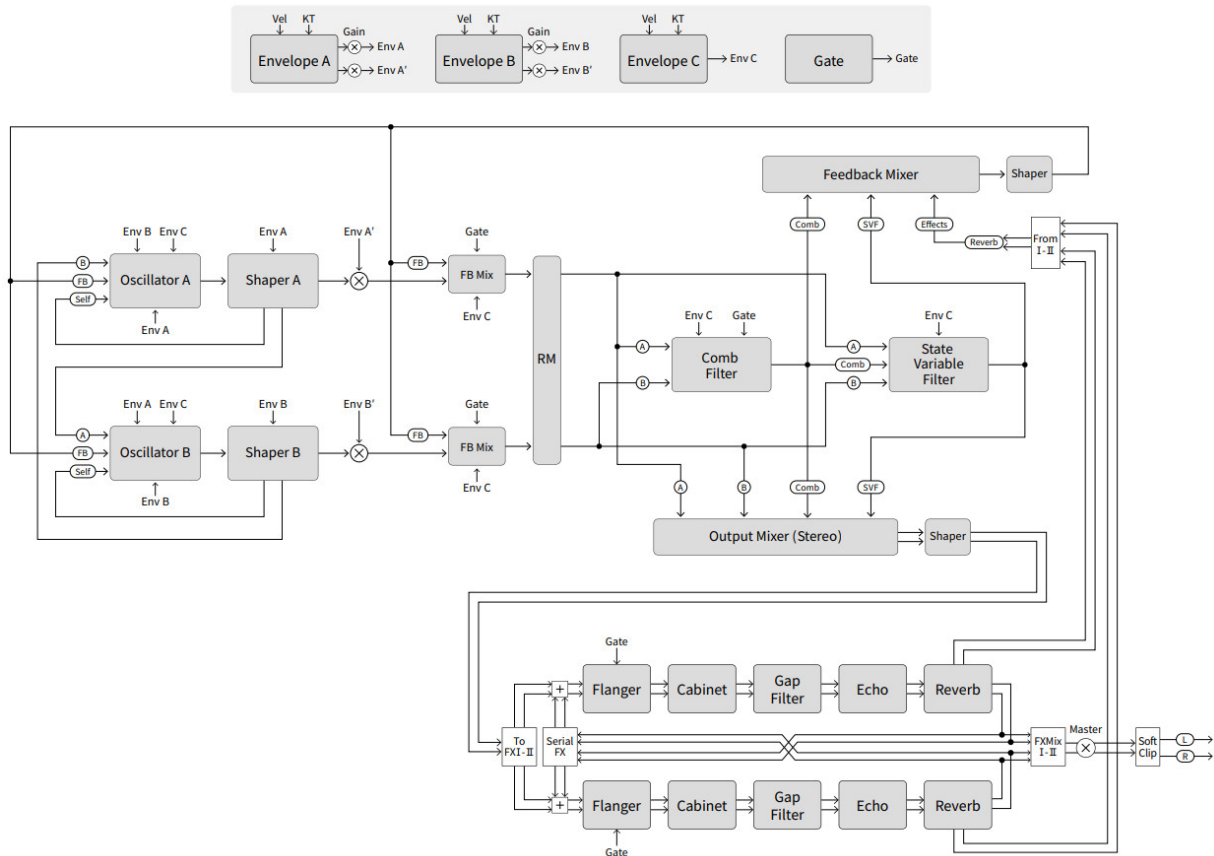 Vel KT Gain
Envelope A
Env A
Env A'
Vel KT Gain
Envelope B
Env B
Env B'
Vel KT
Envelope C
Env C
Gate
Gate
Feedback Mixer
Shaper
Comb
SVF
Effects
Reverb
From
I-II
Env B Env C
B
FB
Self
Oscillator A
Env A
Env A
Shaper A
Env A'
Gate
FB
FB Mix
Env C
RM
Env C Gate
A
B
Comb
Filter
Env C
A
Comb
B
State
Variable
Filter
Env A Env C
A
FB
Self
Oscillator B
Env B
Env B
Shaper B
Env B'
Gate
FB
FB Mix
Env C
A
B
Comb
SVF
Output Mixer (Stereo)
Shaper
Gate
+
Flanger
Cabinet
Gap
Filter
Echo
Reverb
To
FXI-II
Serial
FX
FXMix
I-II
Master
Soft
Clip
L
R
+
Flanger
Cabinet
Gap
Filter
Echo
Reverb
Gate